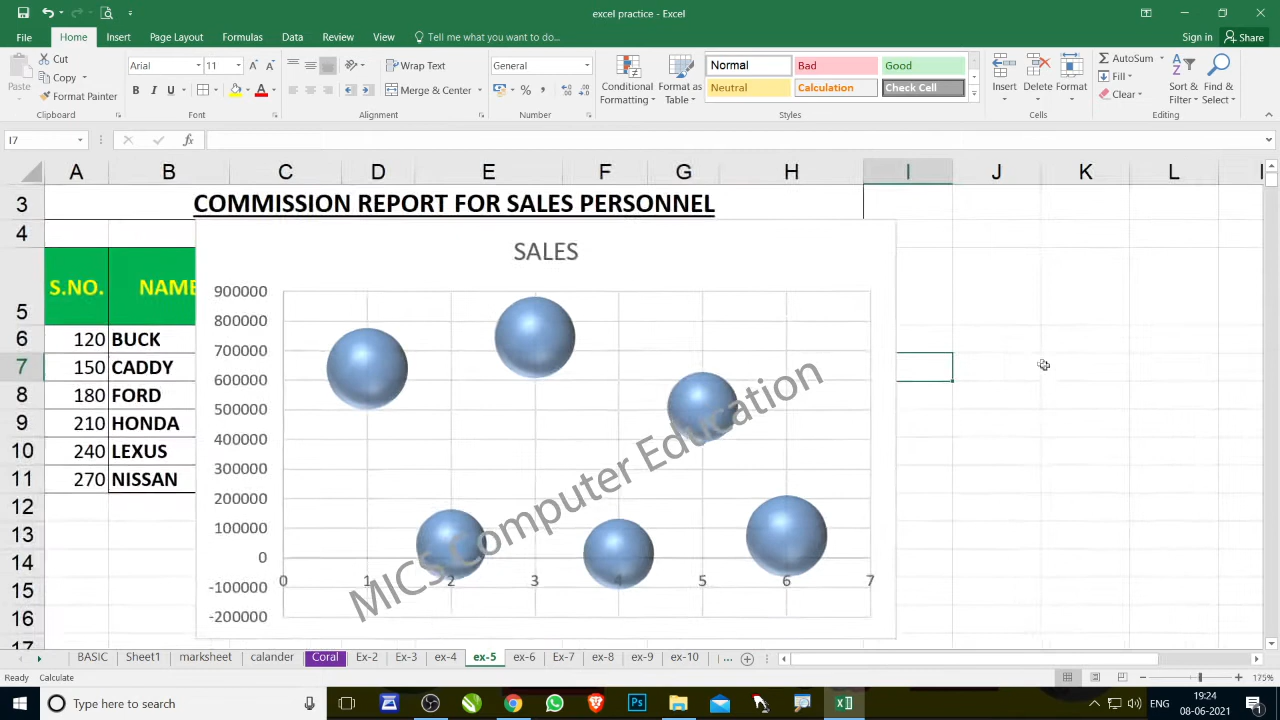 excel practice - Excel
Sign in
Share
File
Home
Insert
Page Layout
Formulas
Data
Review
View
Tell me what you want to do...
Paste
Cut
Copy
Format Painter
Clipboard
Arial
11
B
I
U
Font
Wrap Text
Merge & Center
Alignment
General
Number
Conditional Formatting
Format as Table
Normal
Bad
Good
Neutral
Calculation
Check Cell
Styles
Insert
Delete
Format
Cells
AutoSum
Fill
Clear
Sort & Filter
Find & Select
Editing
I7
fx
A B C D E F G H I J K L
3 COMMISSION REPORT FOR SALES PERSONNEL
4
5 S.NO. NAME
6 120 BUCK
7 150 CADDY
8 180 FORD
9 210 HONDA
10 240 LEXUS
11 270 NISSAN
12
13
14
15
16
17
SALES
900000
800000
700000
600000
500000
400000
300000
200000
100000
0
-100000
-200000
0 1 2 3 4 5 6 7
MICS Computer Education
BASIC Sheet1 marksheet calander Coral Ex-2 Ex-3 ex-4 ex-5 ex-6 Ex-7 ex-8 ex-9 ex-10 ...
Ready Calculate
175%
Type here to search
ENG
19:24
08-06-2021
1